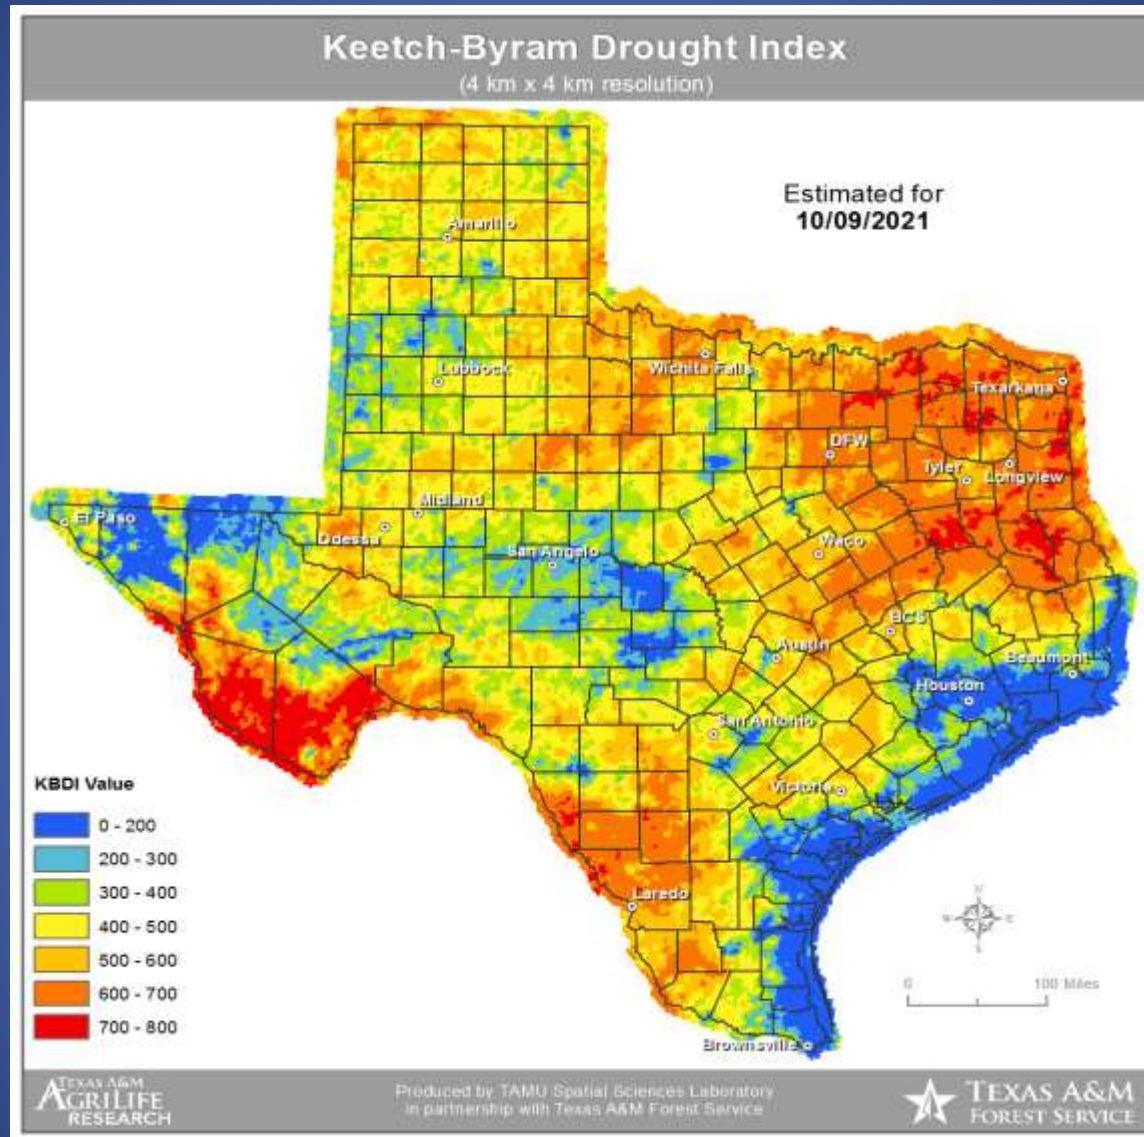 Keetch-Byram Drought Index
(4 km x 4 km resolution)
Estimated for
10/09/2021
Amarillo
Lubbock
Wichita Falls
Texarkana
DFW
Tyler
Longview
Midland
El Paso
Odessa
San Angelo
Waco
BCS
Austin
Beaumont
Houston
San Antonio
Victoria
Laredo
Brownsville
KBDI Value
0 - 200
200 - 300
300 - 400
400 - 500
500 - 600
600 - 700
700 - 800
N
W
E
S
0
100 Miles
TEXAS A&M
AGRILIFE
RESEARCH
Produced by TAMU Spatial Sciences Laboratory
in partnership with Texas A&M Forest Service
TEXAS A&M
FOREST SERVICE